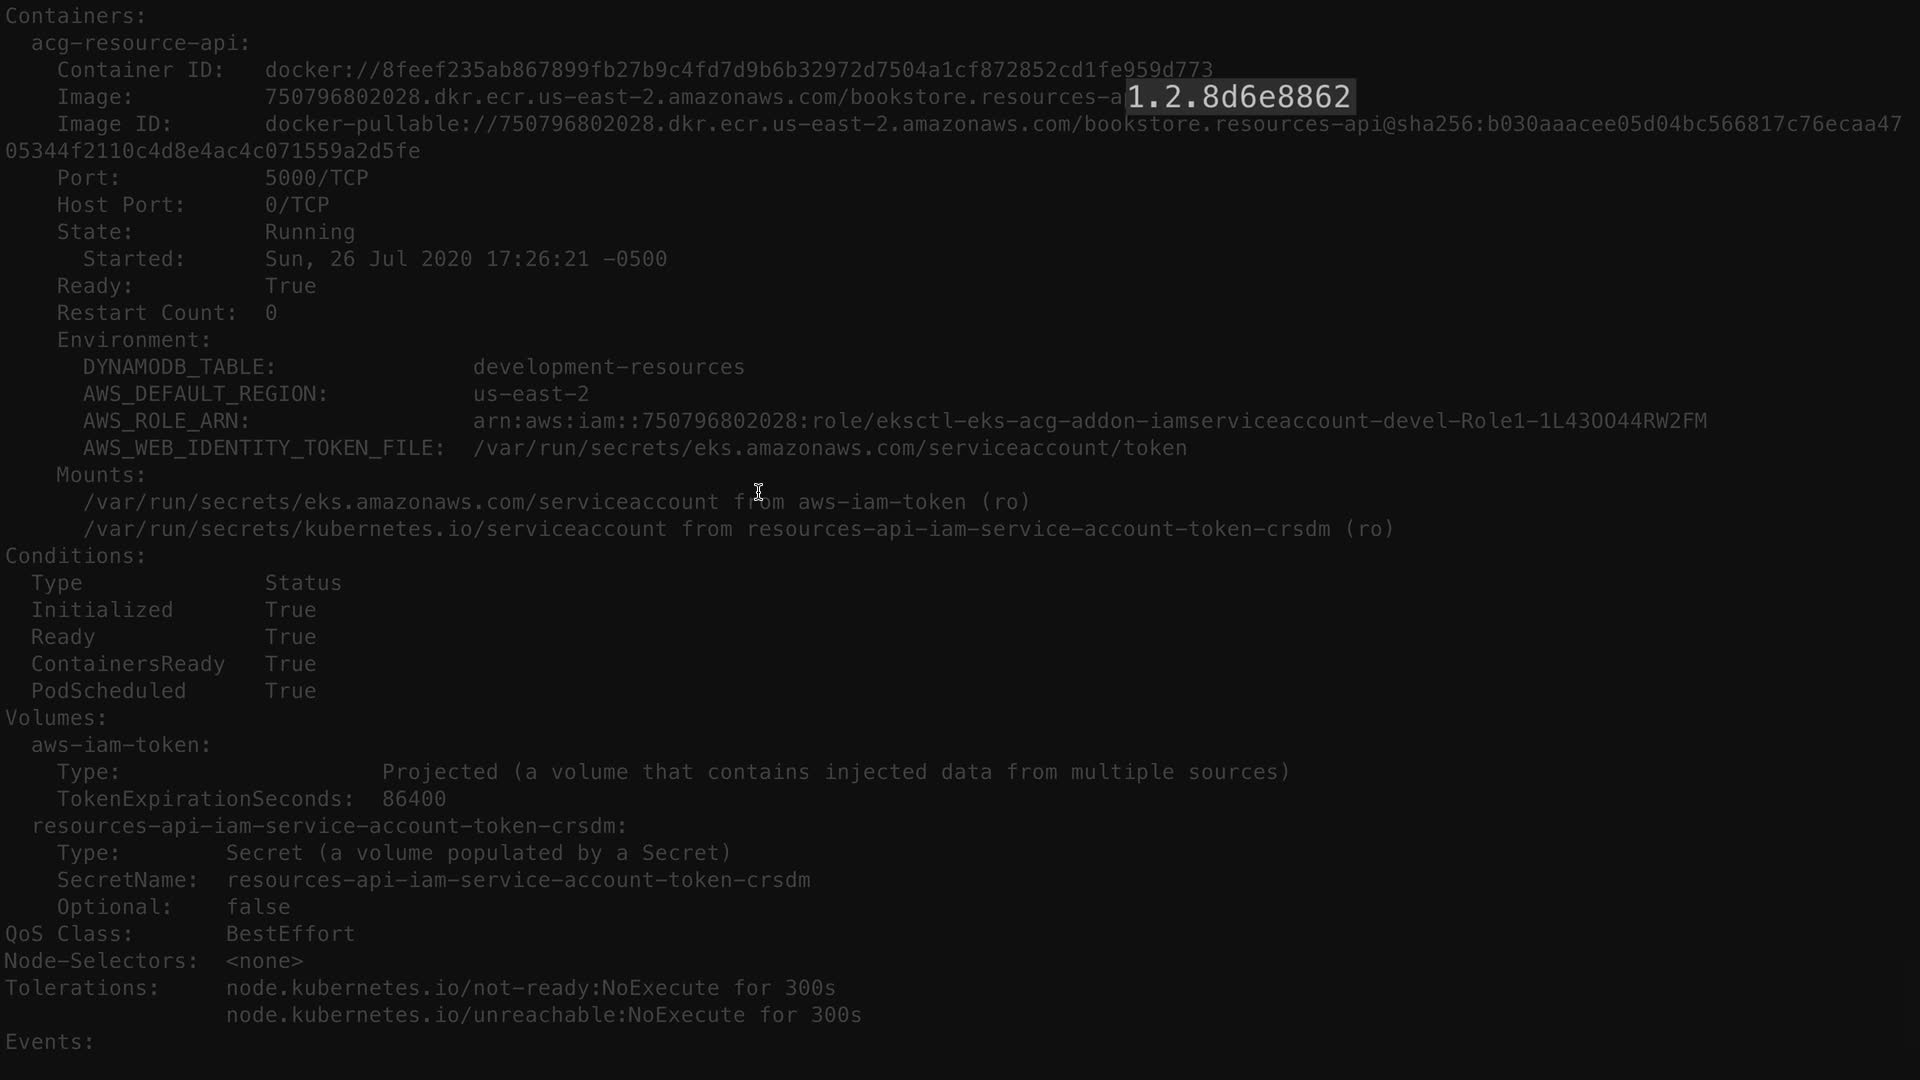 Containers:
  acg-resource-api:
    Container ID:   docker://8feef235ab867899fb27b9c4fd7d9b6b32972d7504a1cf872852cd1fe959d773
    Image:          750796802028.dkr.ecr.us-east-2.amazonaws.com/bookstore.resources-a 1.2.8d6e8862
    Image ID:       docker-pullable://750796802028.dkr.ecr.us-east-2.amazonaws.com/bookstore.resources-api@sha256:b030aaacee05d04bc566817c76ecaa47
05344f2110c4d8e4ac4c071559a2d5fe
    Port:           5000/TCP
    Host Port:      0/TCP
    State:          Running
      Started:      Sun, 26 Jul 2020 17:26:21 -0500
    Ready:          True
    Restart Count:  0
    Environment:
      DYNAMODB_TABLE:               development-resources
      AWS_DEFAULT_REGION:           us-east-2
      AWS_ROLE_ARN:                 arn:aws:iam::750796802028:role/eksctl-eks-acg-addon-iamserviceaccount-devel-Role1-1L43OO44RW2FM
      AWS_WEB_IDENTITY_TOKEN_FILE:  /var/run/secrets/eks.amazonaws.com/serviceaccount/token
    Mounts:
      /var/run/secrets/eks.amazonaws.com/serviceaccount from aws-iam-token (ro)
      /var/run/secrets/kubernetes.io/serviceaccount from resources-api-iam-service-account-token-crsdm (ro)
Conditions:
  Type              Status
  Initialized       True
  Ready             True
  ContainersReady   True
  PodScheduled      True
Volumes:
  aws-iam-token:
    Type:                    Projected (a volume that contains injected data from multiple sources)
    TokenExpirationSeconds:  86400
  resources-api-iam-service-account-token-crsdm:
    Type:        Secret (a volume populated by a Secret)
    SecretName:  resources-api-iam-service-account-token-crsdm
    Optional:    false
QoS Class:       BestEffort
Node-Selectors:  <none>
Tolerations:     node.kubernetes.io/not-ready:NoExecute for 300s
                 node.kubernetes.io/unreachable:NoExecute for 300s
Events: